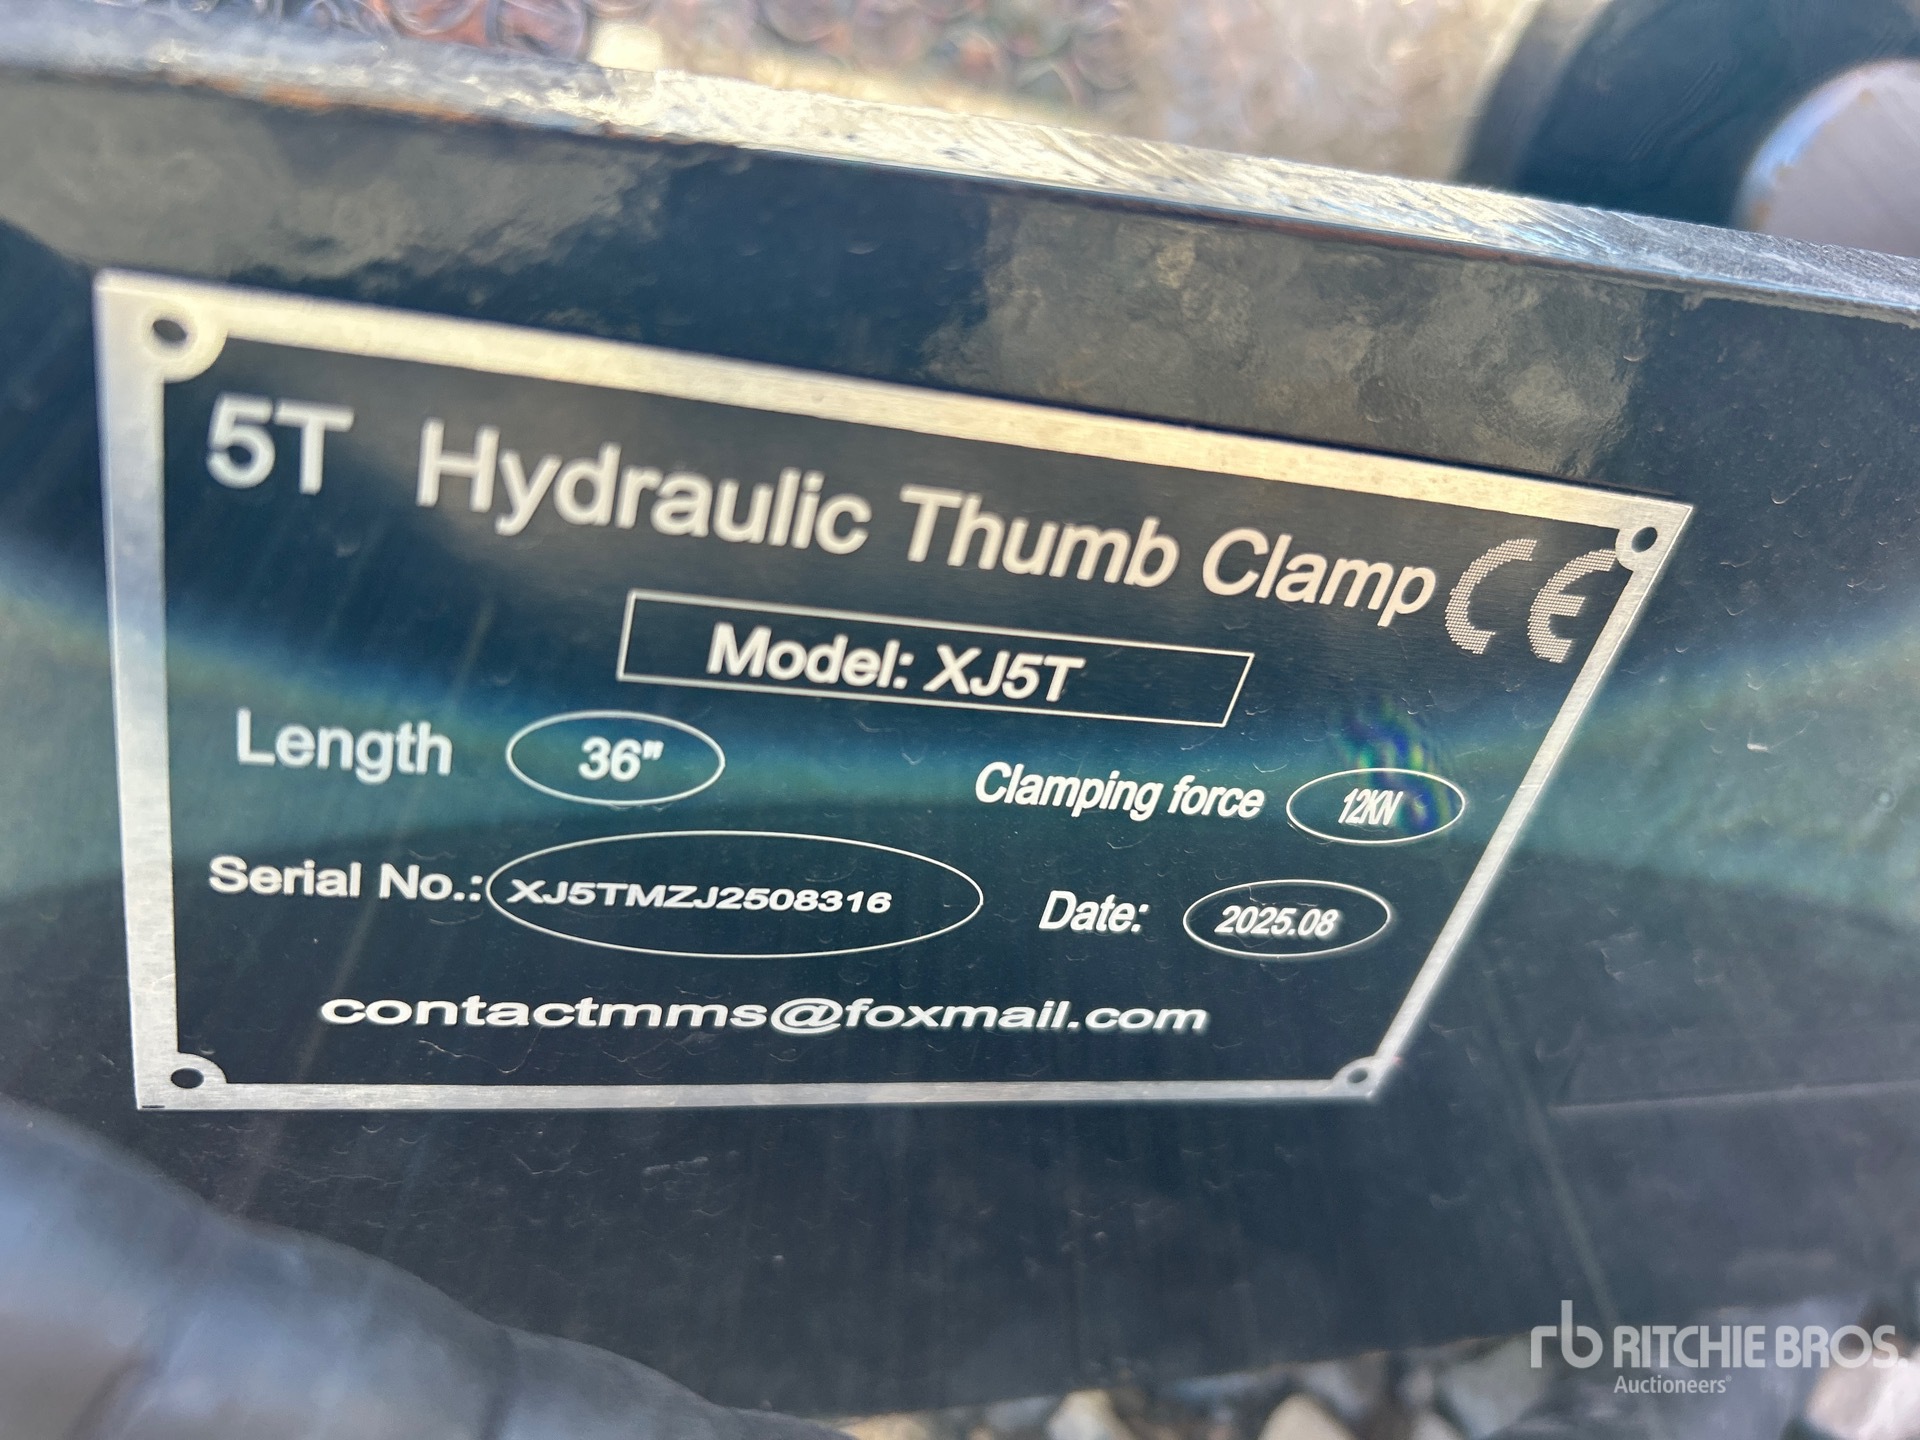 5T Hydraulic Thumb Clamp CE
Model: XJ5T
Length 36" Clamping force 12KN
Serial No.: XJ5TMZJ2508316 Date: 2025.08
contactmms@foxmail.com
rb RITCHIE BROS.
Auctioneers